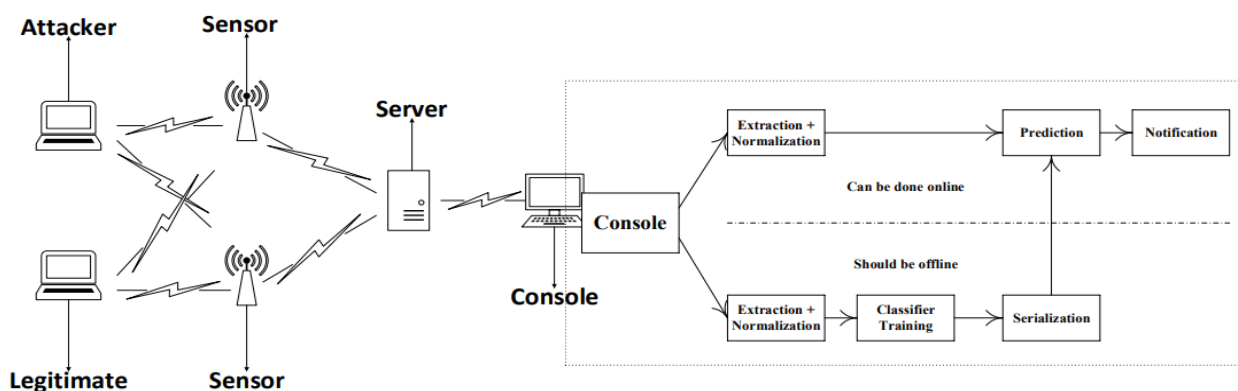 Attacker
Sensor
Server
Legitimate
Sensor
Console
Console
Extraction +
Normalization
Prediction
Notification
Can be done online
Should be offline
Extraction +
Normalization
Classifier
Training
Serialization